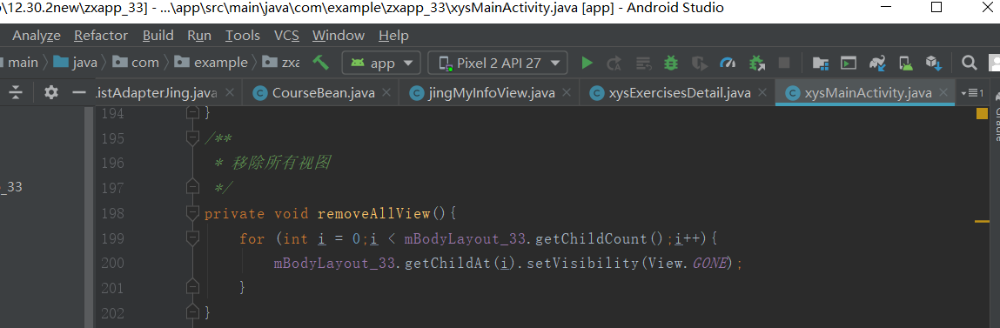 \12.30.2new\zxapp_33] - ...\app\src\main\java\com\example\zxapp_33\xysMainActivity.java [app] - Android Studio
Analyze Refactor Build Run Tools VCS Window Help
main java com example zxa app Pixel 2 API 27
istAdapterJing.java CourseBean.java jingMyInfoView.java xysExercisesDetail.java xysMainActivity.java 1
194 }
195 /**
196 * 移除所有视图
_33
197 */
198 private void removeAllView(){
199 for (int i = 0;i < mBodyLayout_33.getChildCount();i++){
200 mBodyLayout_33.getChildAt(i).setVisibility(View.GONE);
201 }
202 }